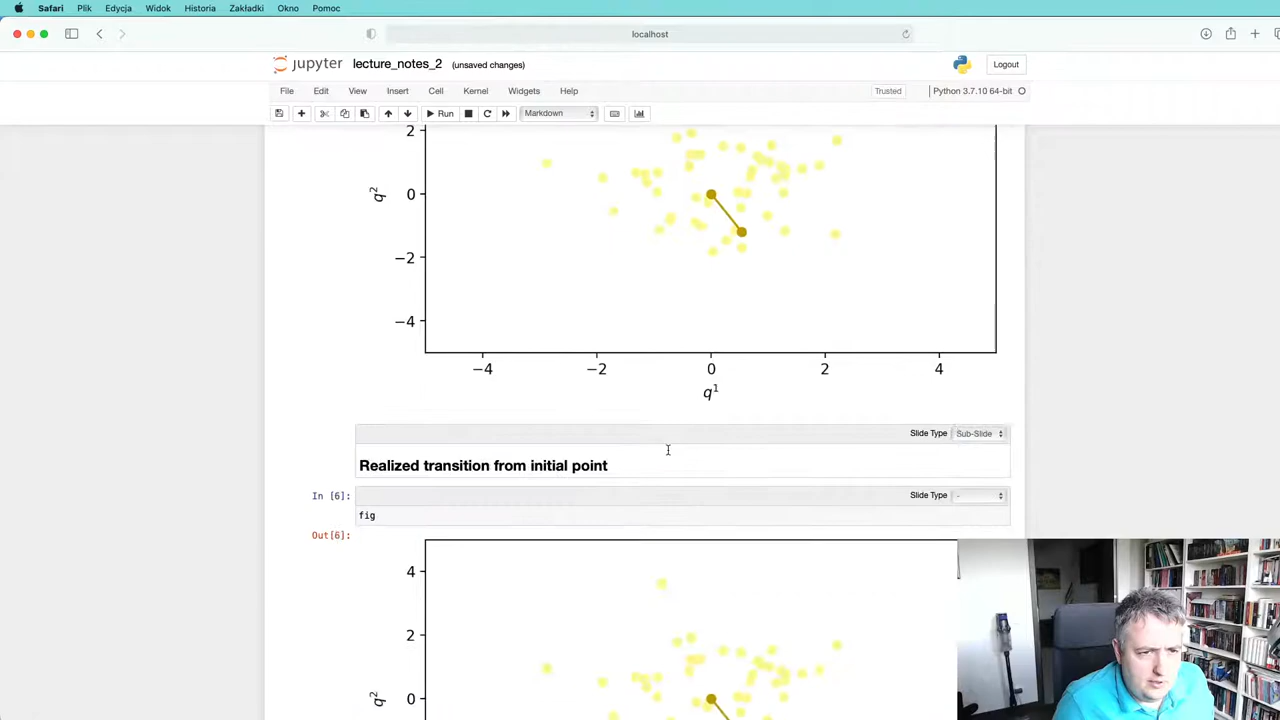 Safari Plik Edycja Widok Historia Zakładki Okno Pomoc
localhost
jupyter lecture_notes_2 (unsaved changes) Logout
File Edit View Insert Cell Kernel Widgets Help Trusted Python 3.7.10 64-bit
Run Markdown
2
0
−2
−4
q²
−4 −2 0 2 4
q¹
Slide Type Sub-Slide
Realized transition from initial point
In [6]: Slide Type -
fig
Out[6]:
4
2
0
q²